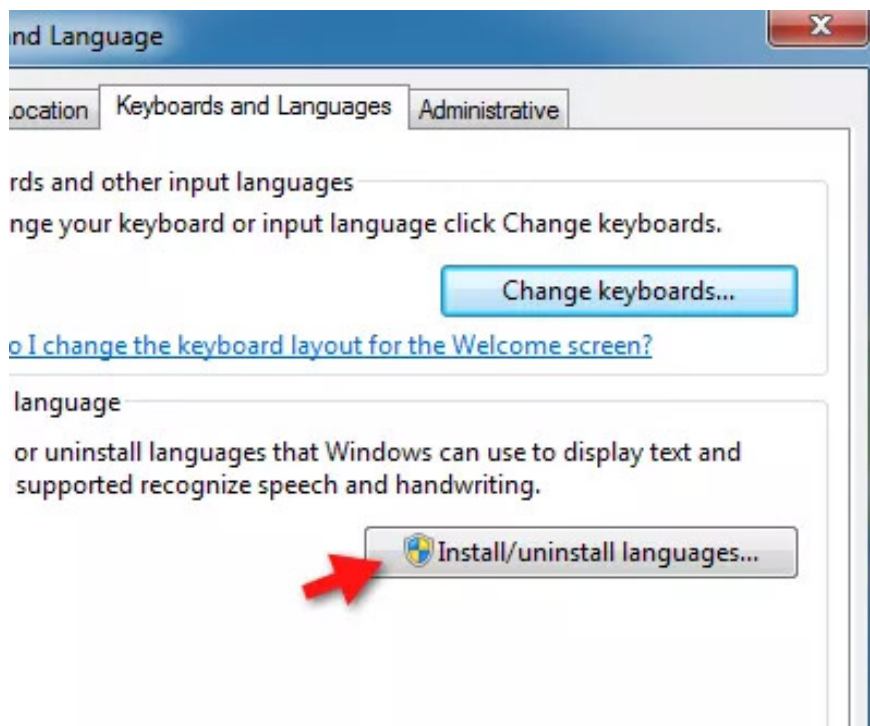 nd Language
ocation Keyboards and Languages Administrative
rds and other input languages
nge your keyboard or input language click Change keyboards.
Change keyboards...
o I change the keyboard layout for the Welcome screen?
language
or uninstall languages that Windows can use to display text and
supported recognize speech and handwriting.
Install/uninstall languages...